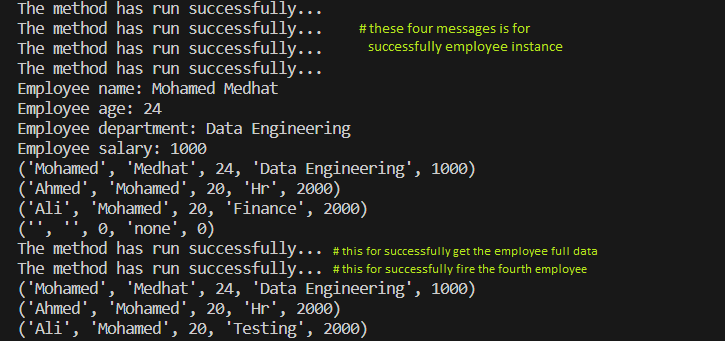 The method has run successfully...
The method has run successfully... # these four messages is for
The method has run successfully... successfully employee instance
The method has run successfully...
Employee name: Mohamed Medhat
Employee age: 24
Employee department: Data Engineering
Employee salary: 1000
('Mohamed', 'Medhat', 24, 'Data Engineering', 1000)
('Ahmed', 'Mohamed', 20, 'Hr', 2000)
('Ali', 'Mohamed', 20, 'Finance', 2000)
('', '', 0, 'none', 0)
The method has run successfully... # this for successfully get the employee full data
The method has run successfully... # this for successfully fire the fourth employee
('Mohamed', 'Medhat', 24, 'Data Engineering', 1000)
('Ahmed', 'Mohamed', 20, 'Hr', 2000)
('Ali', 'Mohamed', 20, 'Testing', 2000)